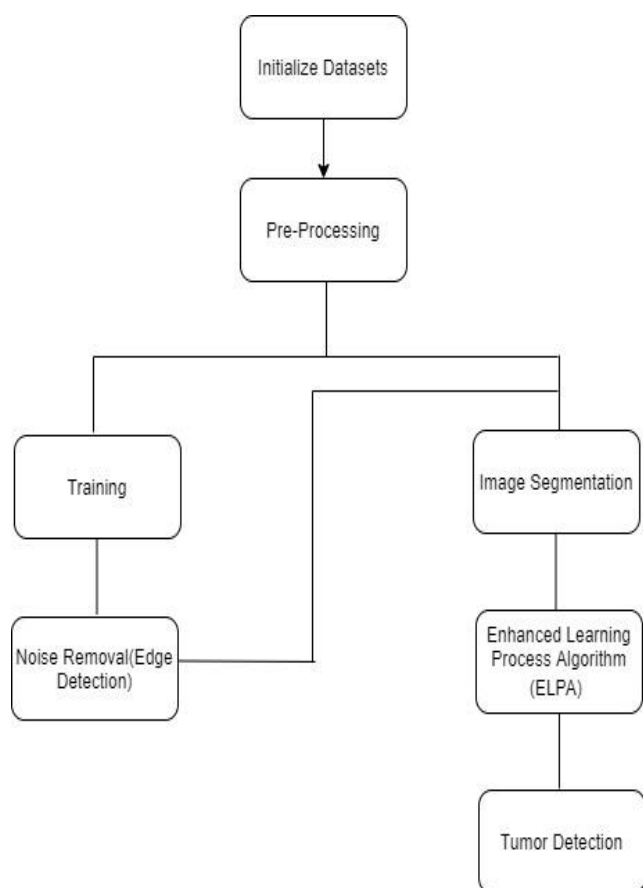 Initialize Datasets
Pre-Processing
Training
Noise Removal(Edge
Detection)
Image Segmentation
Enhanced Learning
Process Algorithm
(ELPA)
Tumor Detection